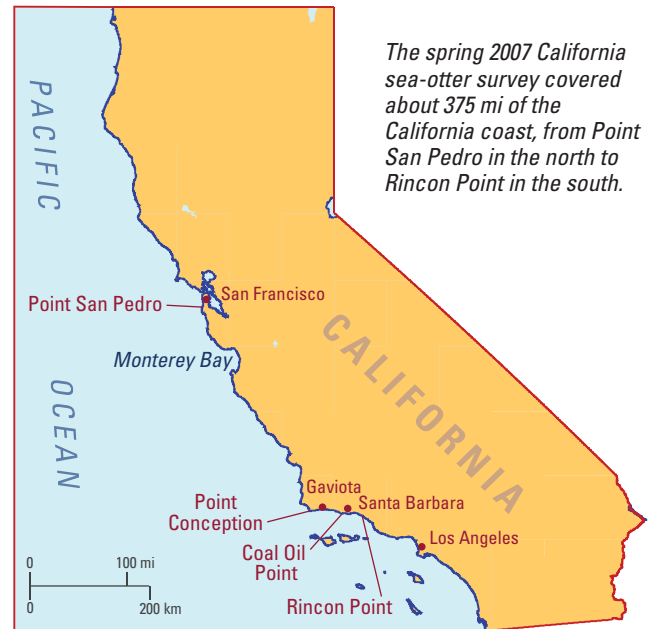 The spring 2007 California
sea-otter survey covered
about 375 mi of the
California coast, from Point
San Pedro in the north to
Rincon Point in the south.
PACIFIC
OCEAN
San Francisco
Point San Pedro
Monterey Bay
CALIFORNIA
Gaviota
Point
Conception
Santa Barbara
Coal Oil
Point
Los Angeles
Rincon Point
0 100 mi
0 200 km